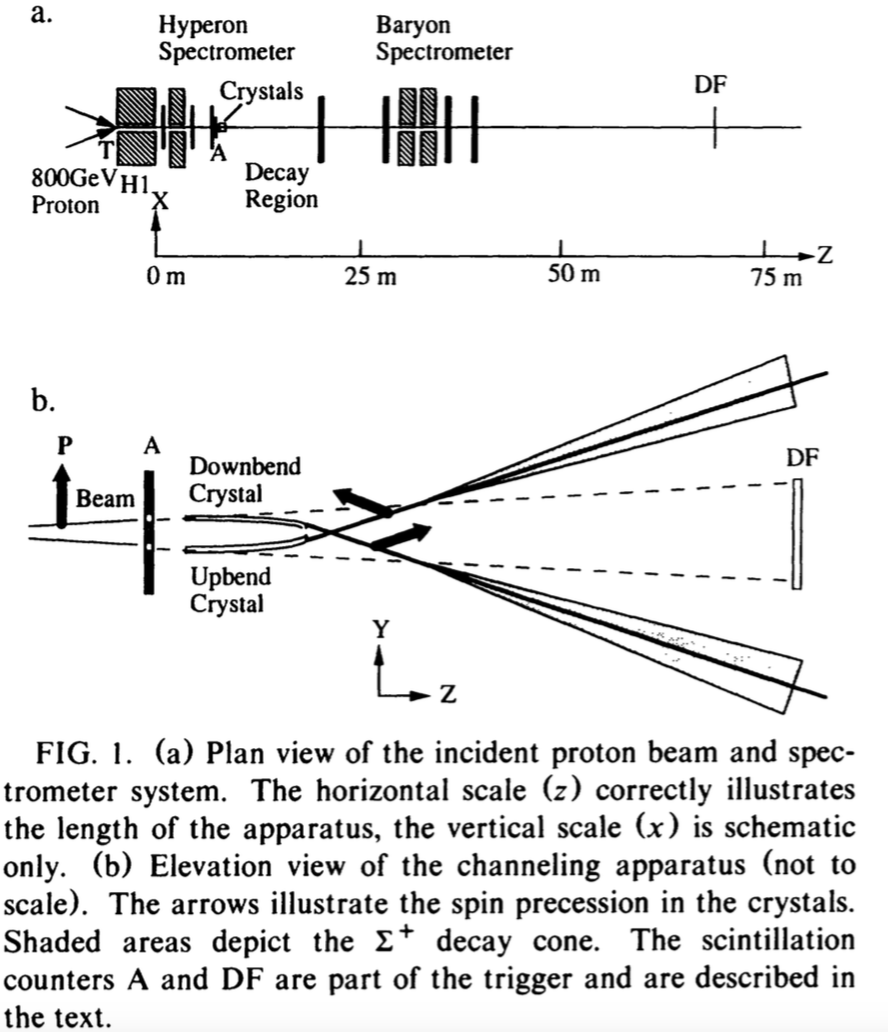 a.
Hyperon
Spectrometer
Baryon
Spectrometer
Crystals
DF
T
A
800GeV
H1
Proton
Decay
Region
X
Z
0 m
25 m
50 m
75 m
b.
P
A
Beam
Downbend
Crystal
DF
Upbend
Crystal
Y
Z
FIG. 1. (a) Plan view of the incident proton beam and spec-
trometer system. The horizontal scale (z) correctly illustrates
the length of the apparatus, the vertical scale (x) is schematic
only. (b) Elevation view of the channeling apparatus (not to
scale). The arrows illustrate the spin precession in the crystals.
Shaded areas depict the Σ⁺ decay cone. The scintillation
counters A and DF are part of the trigger and are described in
the text.